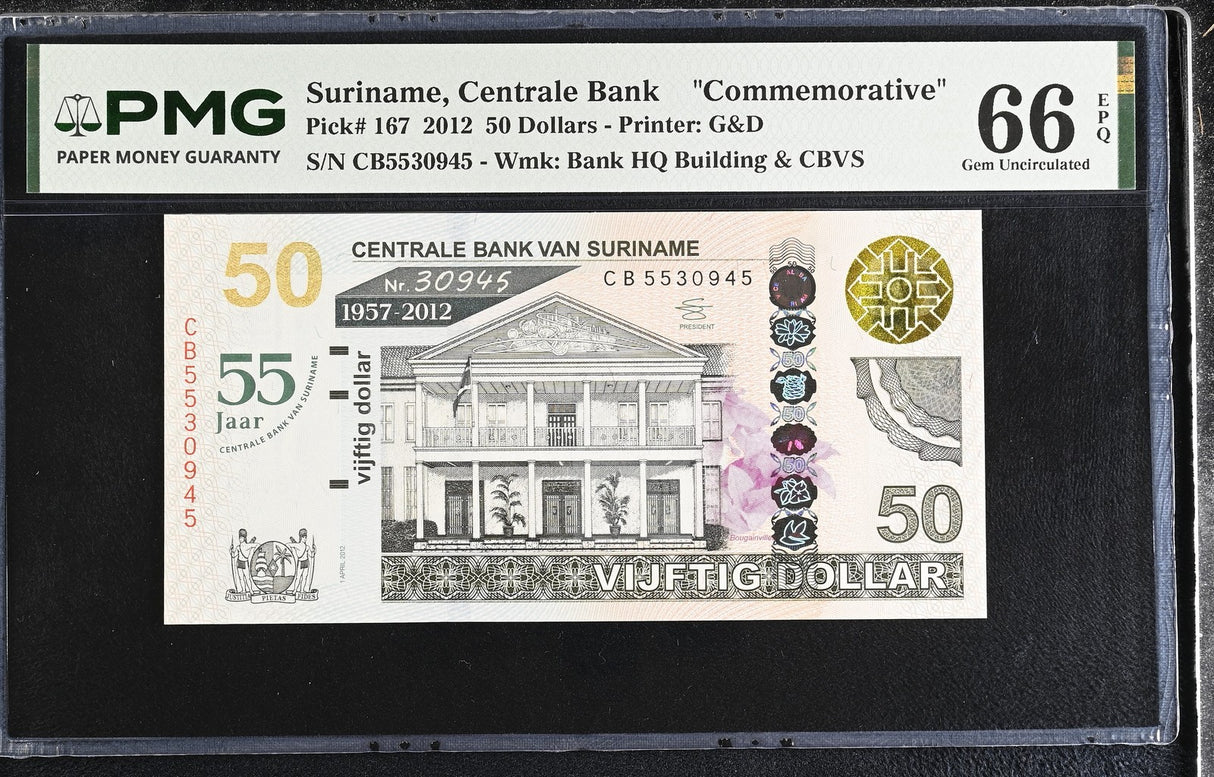 PMG
PAPER MONEY GUARANTY
Suriname, Centrale Bank "Commemorative"
Pick# 167 2012 50 Dollars - Printer: G&D
S/N CB5530945 - Wmk: Bank HQ Building & CBVS
66
EPQ
Gem Uncirculated
50
CENTRALE BANK VAN SURINAME
Nr. 30945
CB5530945
1957-2012
PRESIDENT
CB5530945
55
Jaar
CENTRALE BANK VAN SURINAME
vijftig dollar
50
50
50
50
Bougainville
1 APRIL 2012
JUSTITIA PIETAS FIDES
VIJFTIG DOLLAR